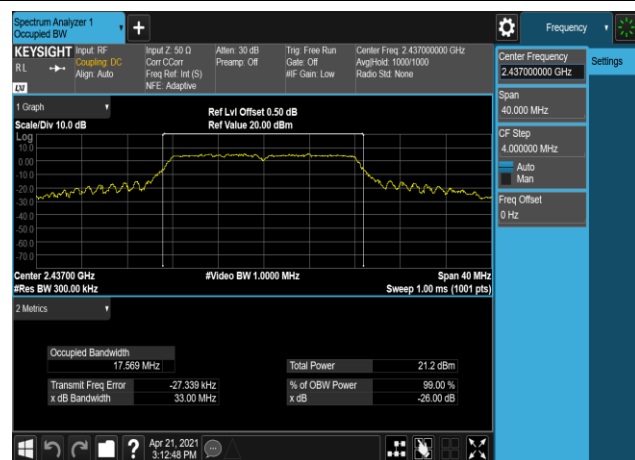 Spectrum Analyzer 1
Occupied BW
Frequency
KEYSIGHT
RL
LXI
Input: RF
Coupling: DC
Align: Auto
Input Z: 50 Ω
Corr CCorr
Freq Ref: Int (S)
NFE: Adaptive
Atten: 30 dB
Preamp: Off
Trig: Free Run
Gate: Off
#IF Gain: Low
Center Freq: 2.437000000 GHz
Avg|Hold: 1000/1000
Radio Std: None
Center Frequency
2.437000000 GHz
Settings
Span
40.000 MHz
CF Step
4.000000 MHz
Auto
Man
Freq Offset
0 Hz
1 Graph
Scale/Div 10.0 dB
Ref Lvl Offset 0.50 dB
Ref Value 20.00 dBm
Log
10.0
0.00
-10.0
-20.0
-30.0
-40.0
-50.0
-60.0
-70.0
Center 2.43700 GHz
#Video BW 1.0000 MHz
Span 40 MHz
#Res BW 300.00 kHz
Sweep 1.00 ms (1001 pts)
2 Metrics
Occupied Bandwidth
17.569 MHz
Total Power 21.2 dBm
Transmit Freq Error -27.339 kHz
% of OBW Power 99.00 %
x dB Bandwidth 33.00 MHz
x dB -26.00 dB
?
Apr 21, 2021
3:12:48 PM